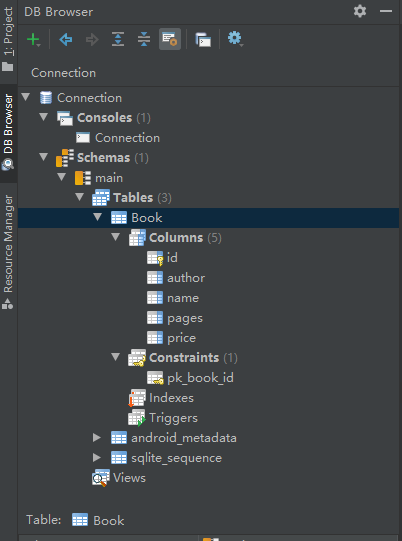 DB Browser
1: Project
DB Browser
Resource Manager
Connection
Connection
Consoles (1)
Connection
Schemas (1)
main
Tables (3)
Book
Columns (5)
id
author
name
pages
price
Constraints (1)
pk_book_id
Indexes
Triggers
android_metadata
sqlite_sequence
Views
Table: Book